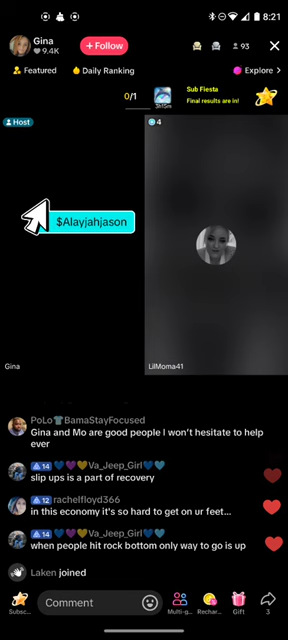 8:21
Gina
9.4K
+ Follow
93
Featured
Daily Ranking
Explore >
0/1
3h15m
Sub Fiesta
Final results are in!
Host
4
$Alayjahjason
Gina
LilMoma41
PoLo👕BamaStayFocused
Gina and Mo are good people I won't hesitate to help
ever
14 💙💜💛Va_Jeep_Girl💙💙
slip ups is a part of recovery
12 rachelfloyd366
in this economy it's so hard to get on ur feet...
14 💙💜💛Va_Jeep_Girl💙💙
when people hit rock bottom only way to go is up
Laken joined
Comment
Subsc...
Multi-g...
Rechar...
Gift
3